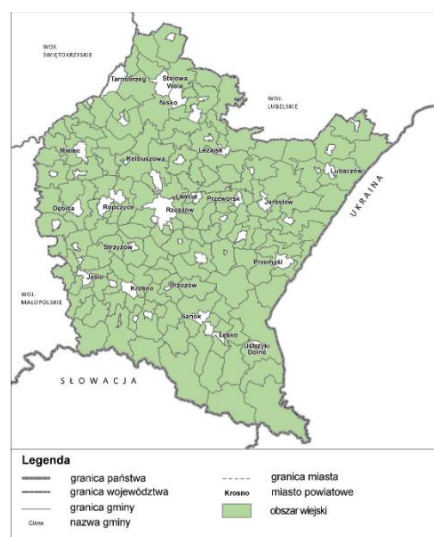 WOJ.
ŚWIĘTOKRZYSKIE
WOJ.
LUBELSKIE
Tarnobrzeg
Stalowa
Wola
Nisko
Mielec
Kolbuszowa
Leżajsk
Lubaczów
Dębica
Ropczyce
Łańcut
Rzeszów
Przeworsk
Jarosław
UKRAINA
Strzyżów
Przemyśl
WOJ.
MAŁOPOLSKIE
Jasło
Krosno
Brzozów
Sanok
Lesko
Ustrzyki
Dolne
SŁOWACJA
Legenda
granica państwa
granica województwa
granica gminy
nazwa gminy
granica miasta
Krosno miasto powiatowe
obszar wiejski